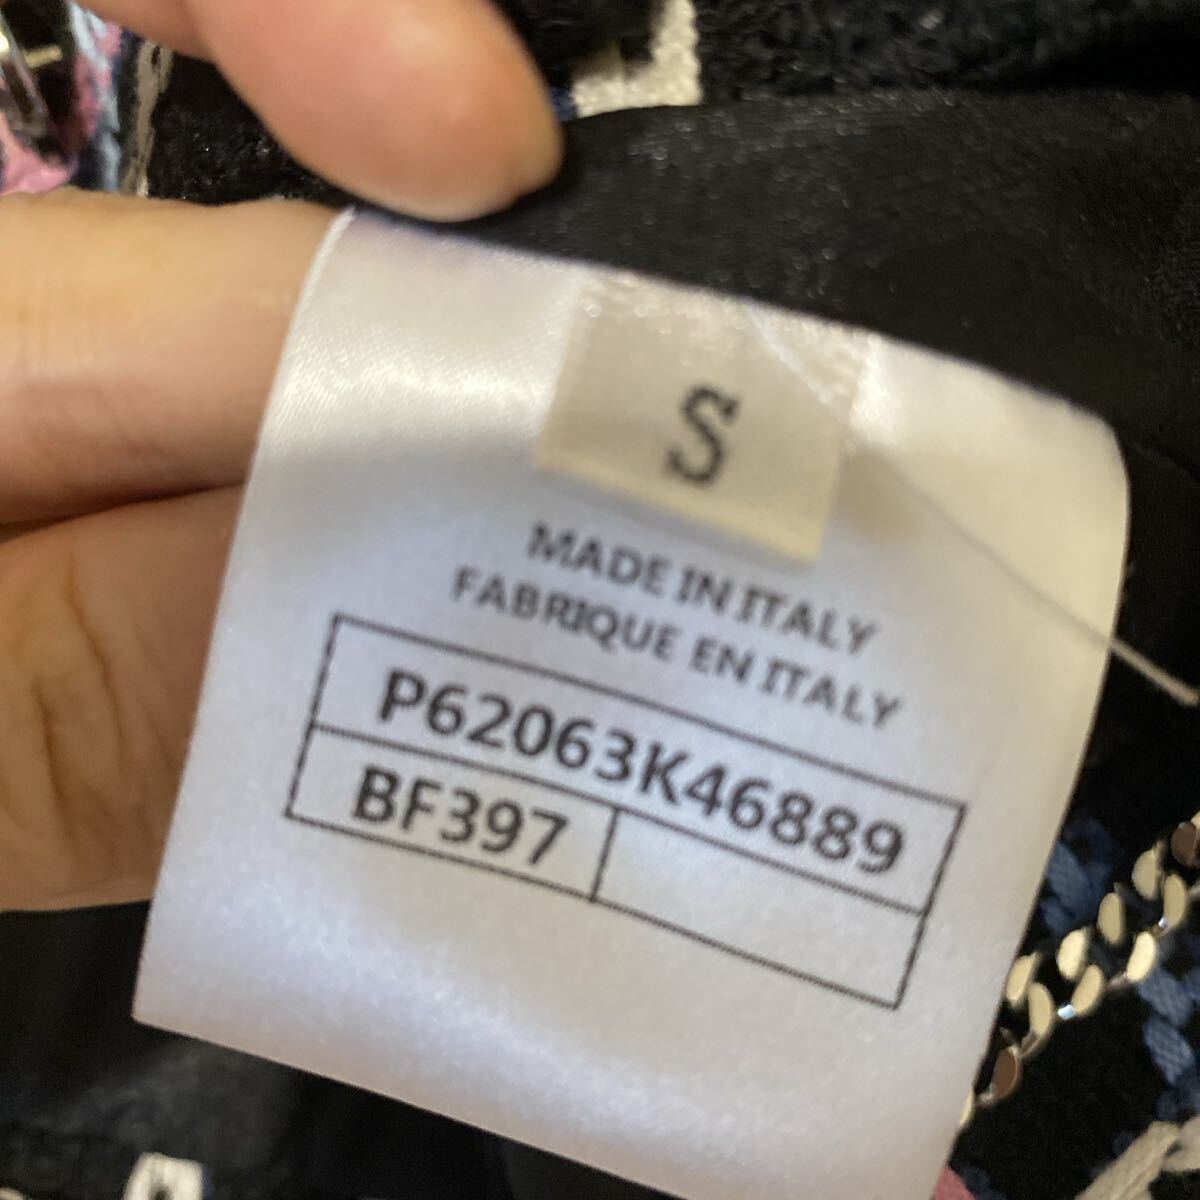 S
MADE IN ITALY
FABRIQUE EN ITALY
P62063K46889
BF397